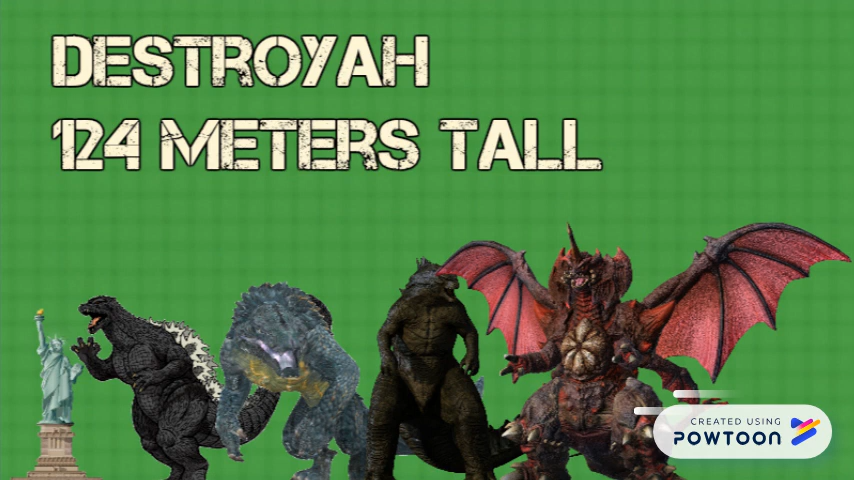 DESTROYAH
124 METERS TALL
CREATED USING
POWTOON